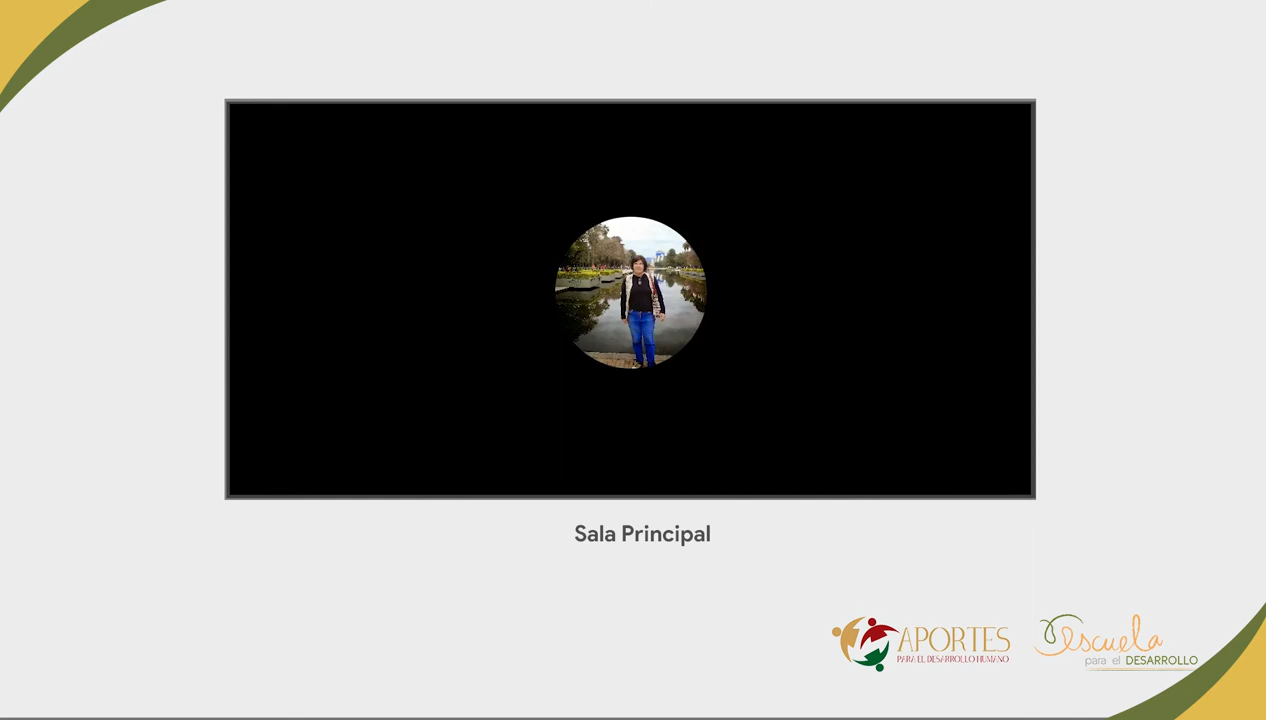 Sala Principal
APORTES
PARA EL DESARROLLO HUMANO
Escuela
para el DESARROLLO